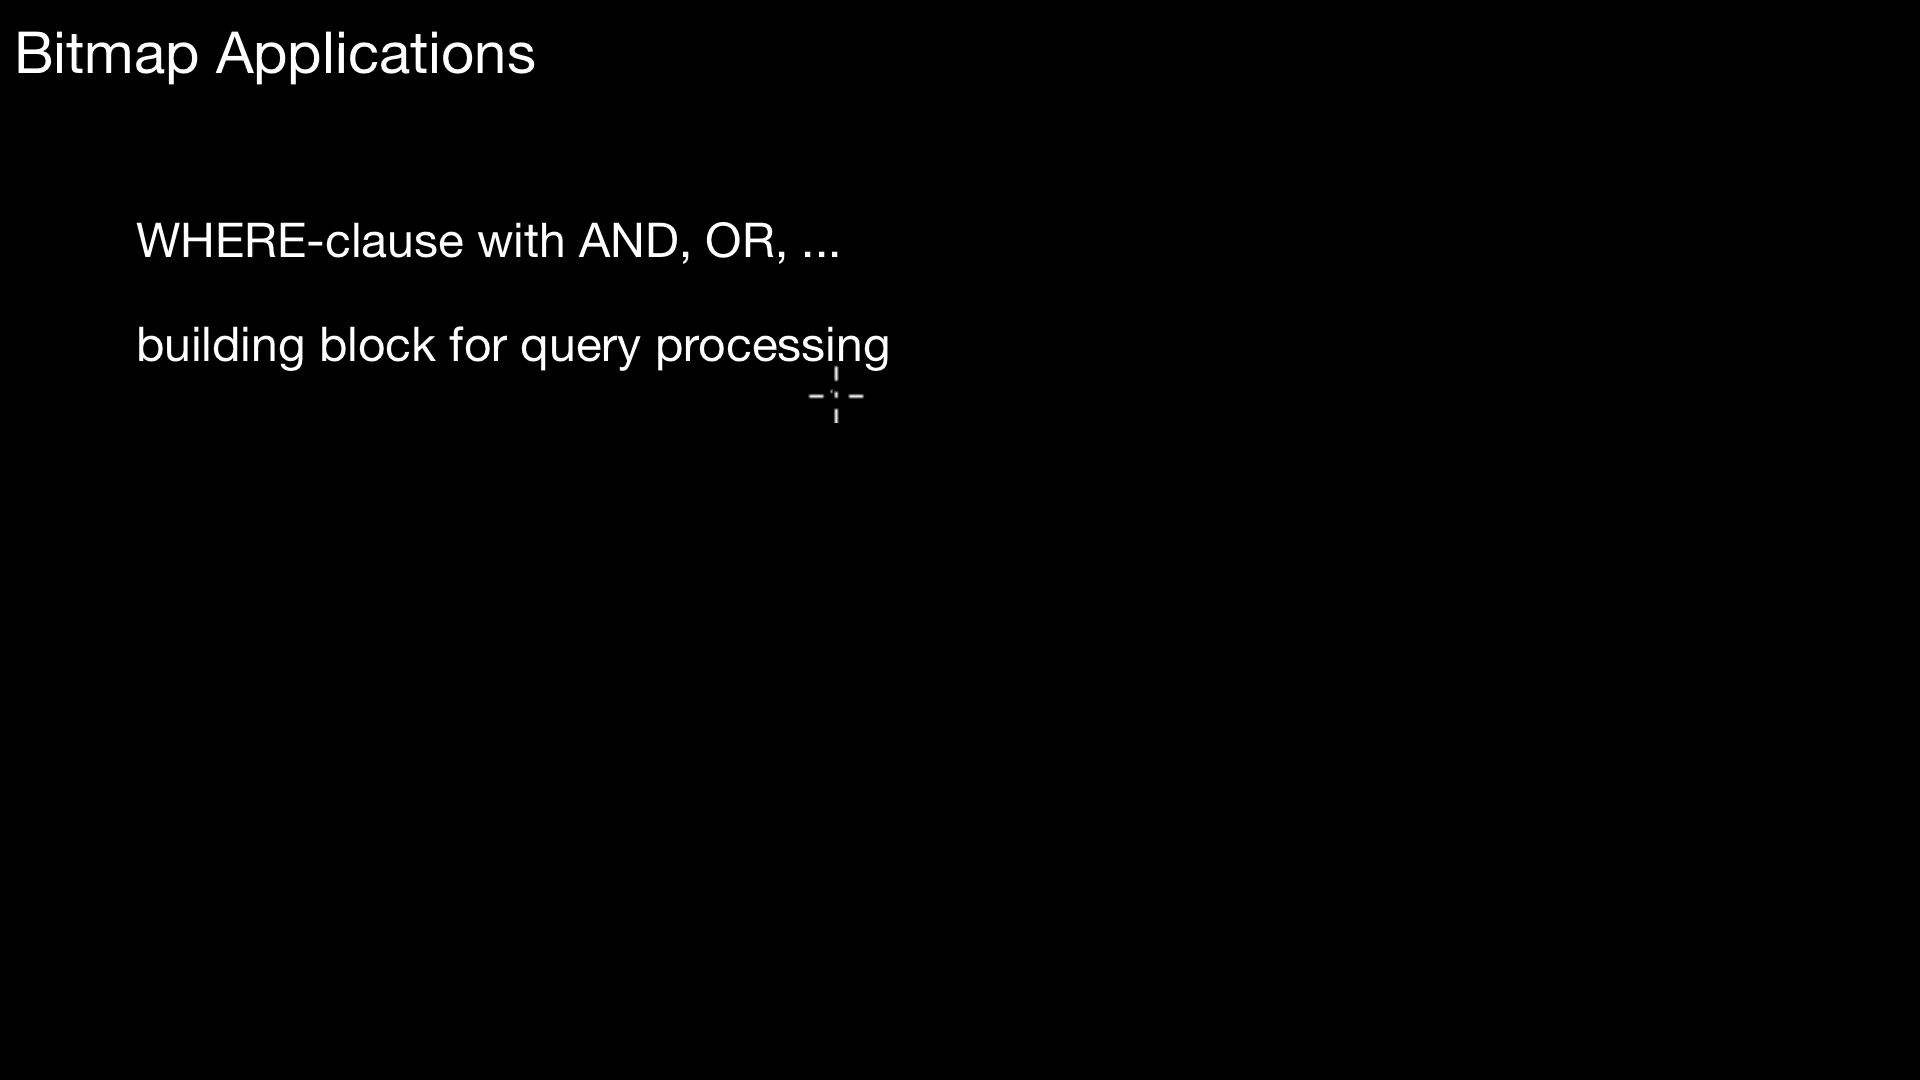 Bitmap Applications
WHERE-clause with AND, OR, ...
building block for query processing